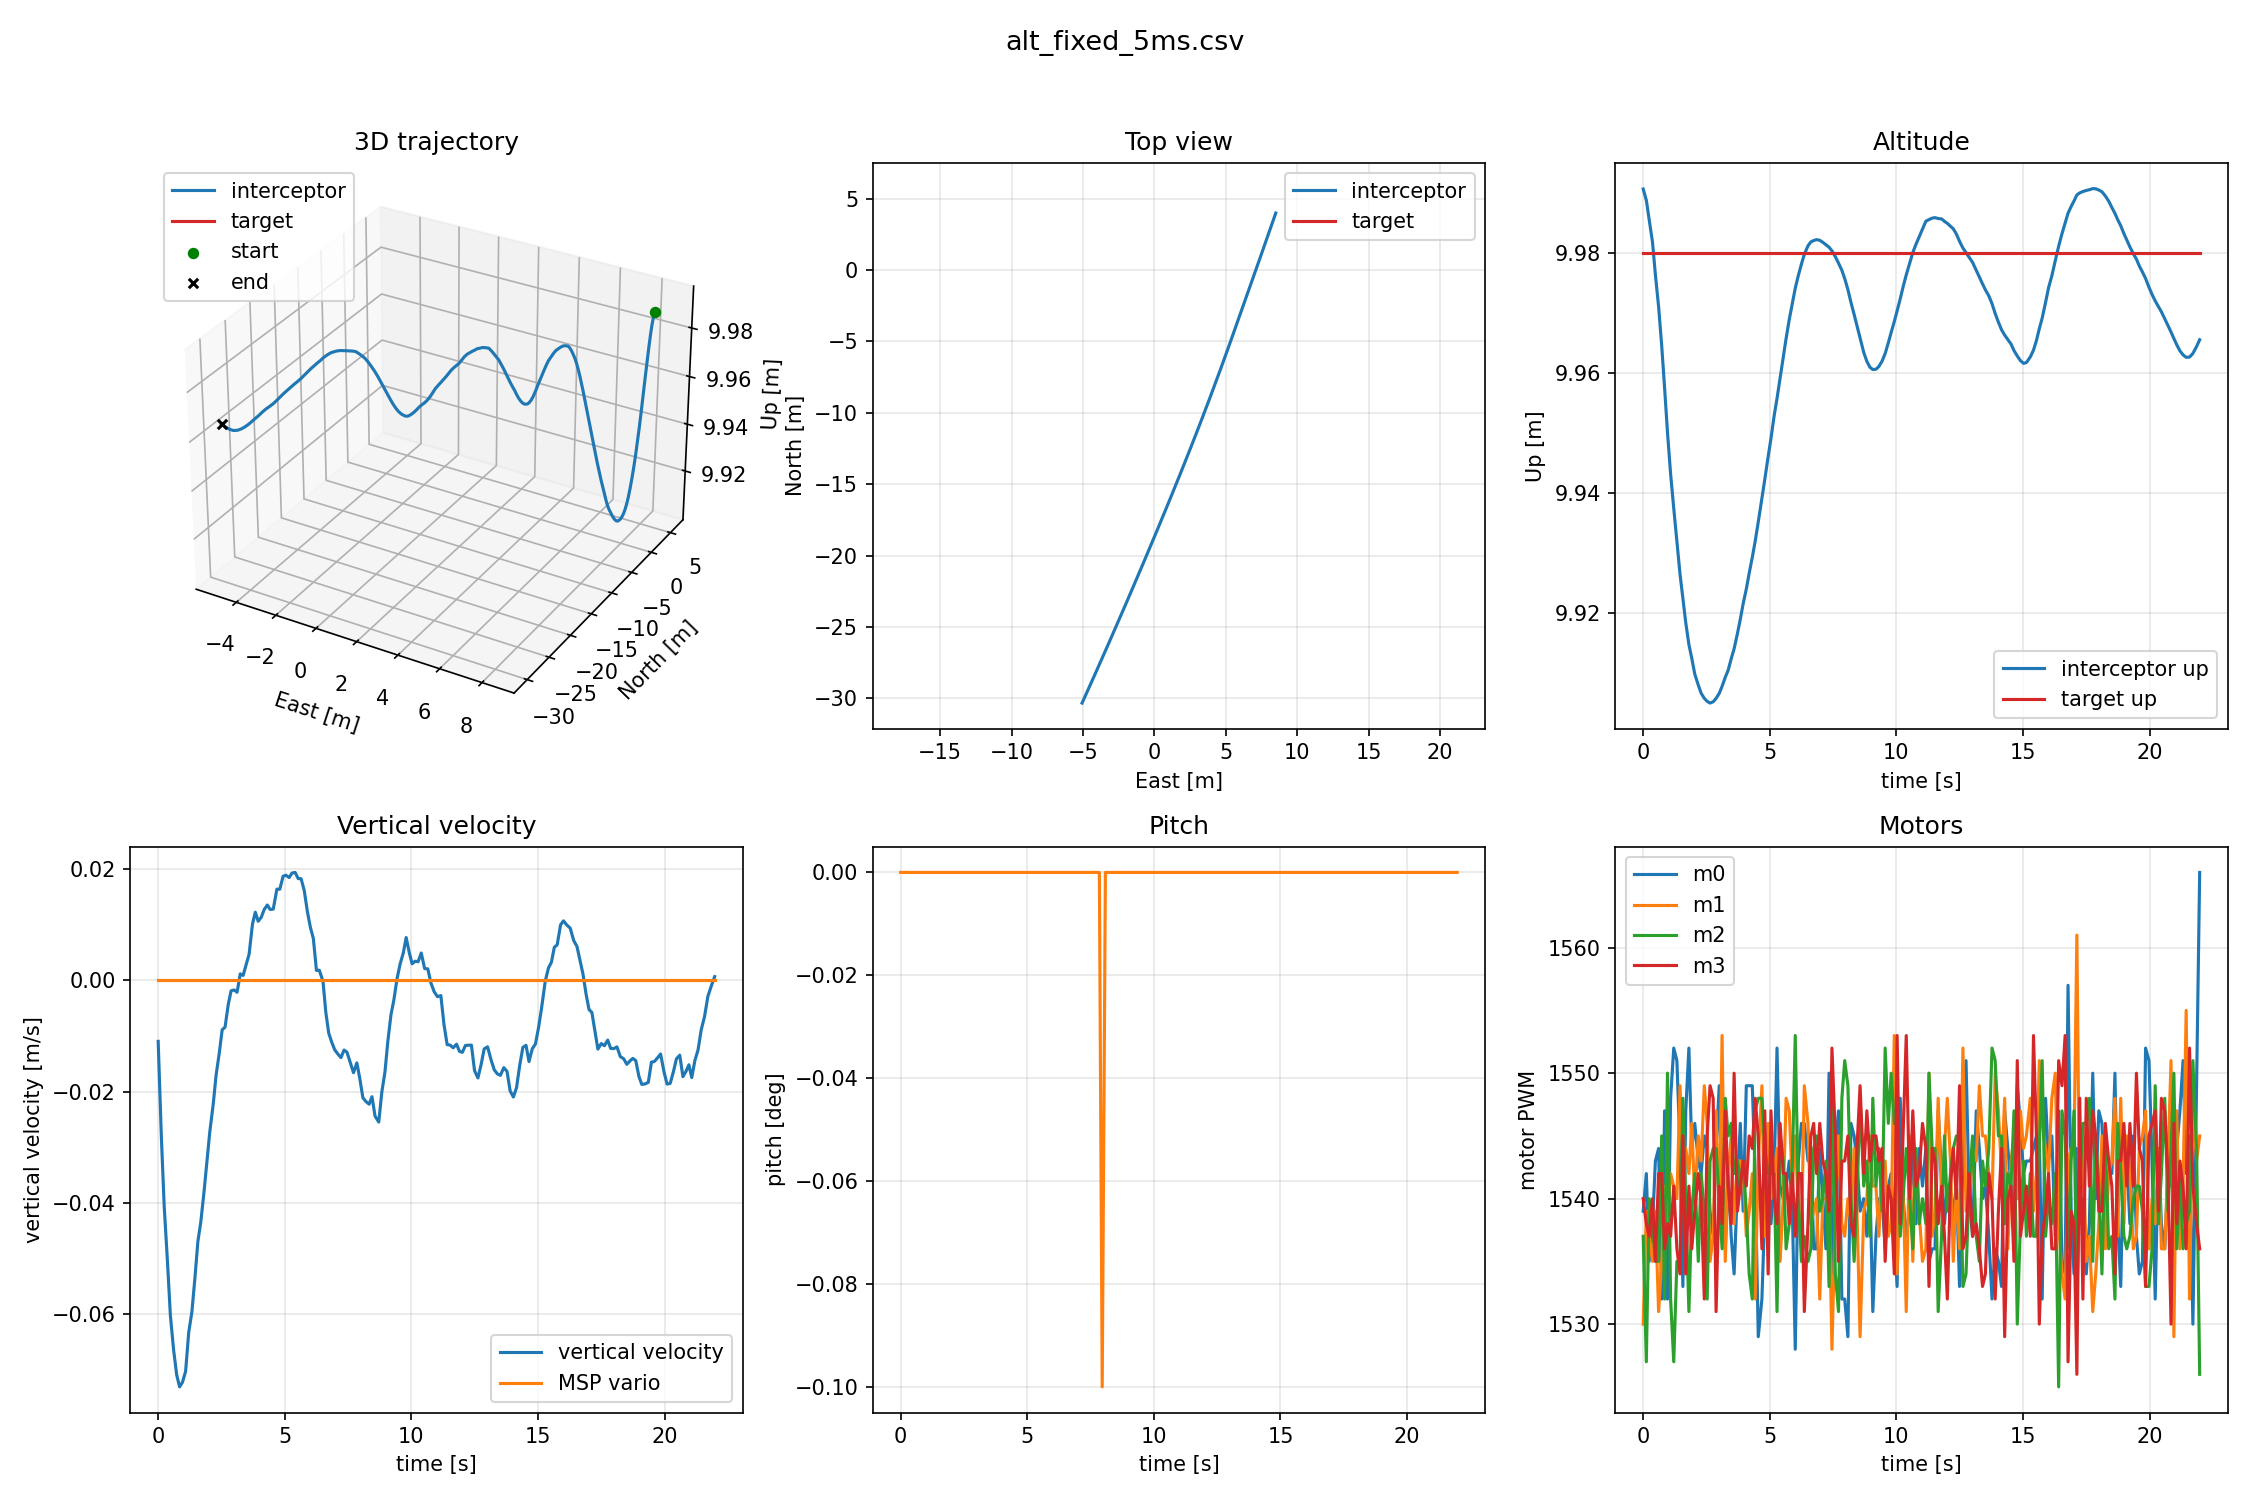 alt_fixed_5ms.csv
3D trajectory
interceptor
target
start
end
9.98
9.96
9.94
9.92
Up [m]
−4
−2
0
2
4
6
8
East [m]
5
0
−5
−10
−15
−20
−25
−30
North [m]
Top view
interceptor
target
5
0
−5
−10
−15
−20
−25
−30
North [m]
−15
−10
−5
0
5
10
15
20
East [m]
Altitude
9.98
9.96
9.94
9.92
Up [m]
interceptor up
target up
0
5
10
15
20
time [s]
Vertical velocity
0.02
0.00
−0.02
−0.04
−0.06
vertical velocity [m/s]
vertical velocity
MSP vario
0
5
10
15
20
time [s]
Pitch
0.00
−0.02
−0.04
−0.06
−0.08
−0.10
pitch [deg]
0
5
10
15
20
time [s]
Motors
m0
m1
m2
m3
1560
1550
1540
1530
motor PWM
0
5
10
15
20
time [s]